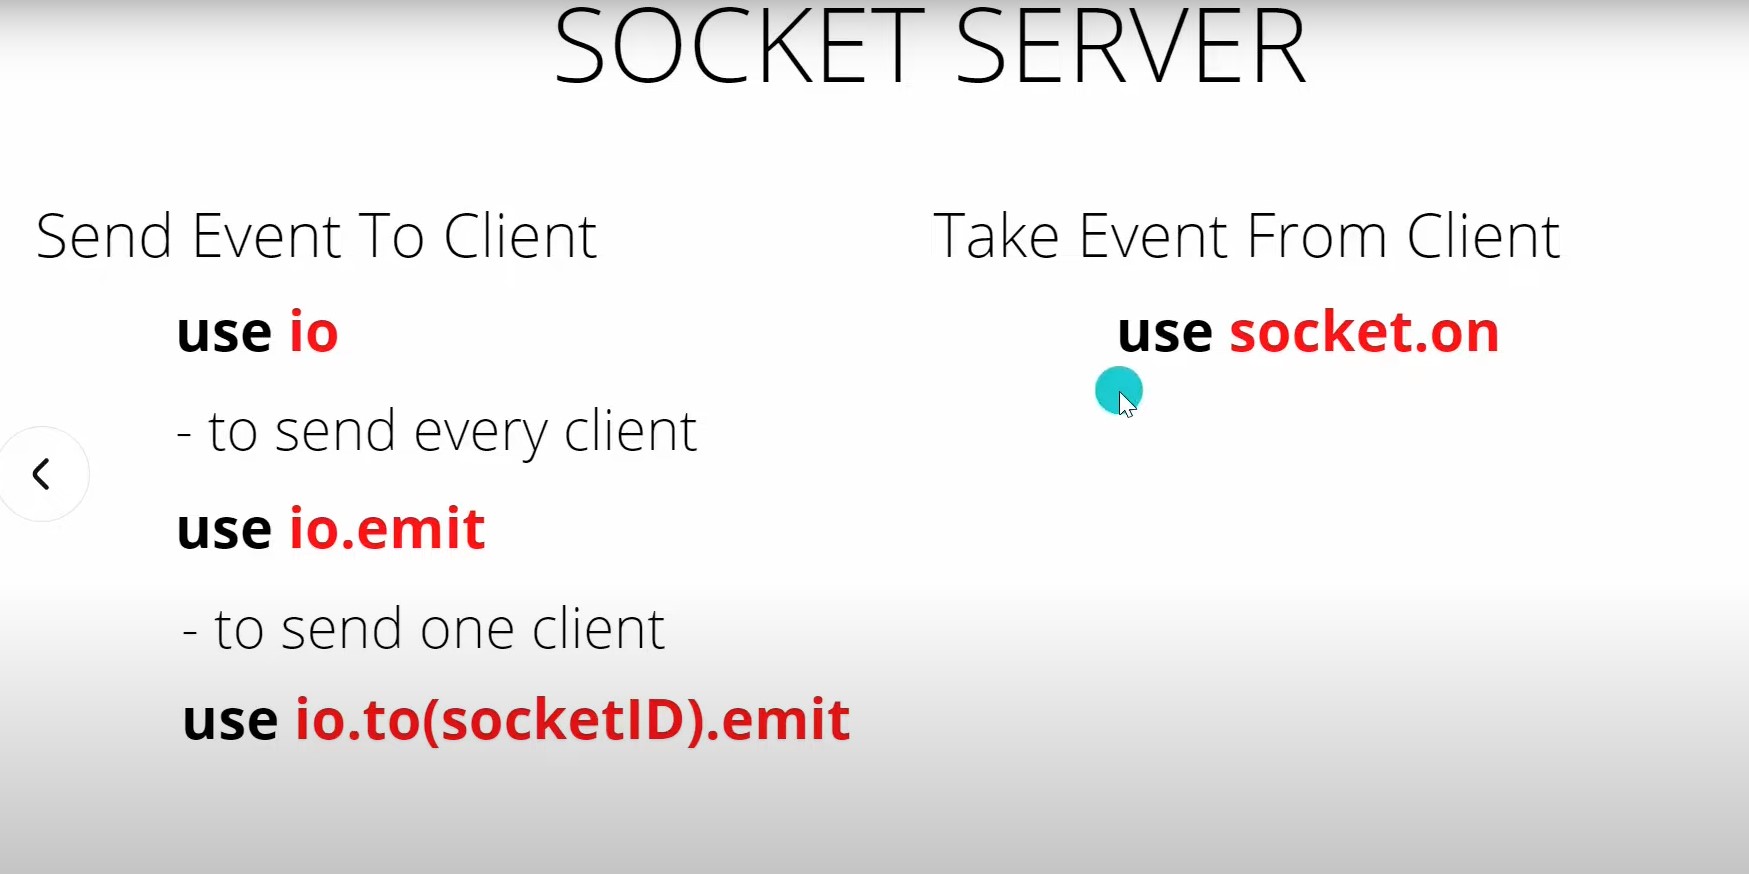 SOCKET SERVER
Send Event To Client
use io
- to send every client
use io.emit
- to send one client
use io.to(socketID).emit
Take Event From Client
use socket.on